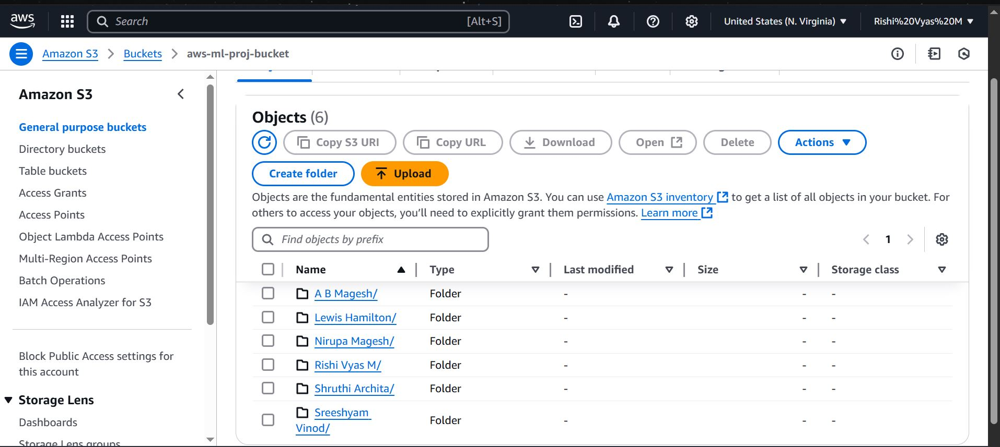 aws
Search
[Alt+S]
United States (N. Virginia)
Rishi%20Vyas%20M
Amazon S3
Buckets
aws-ml-proj-bucket
Amazon S3
General purpose buckets
Directory buckets
Table buckets
Access Grants
Access Points
Object Lambda Access Points
Multi-Region Access Points
Batch Operations
IAM Access Analyzer for S3
Block Public Access settings for
this account
Storage Lens
Dashboards
Storage Lens groups
Objects (6)
Copy S3 URI
Copy URL
Download
Open
Delete
Actions
Create folder
Upload
Objects are the fundamental entities stored in Amazon S3. You can use Amazon S3 inventory to get a list of all objects in your bucket. For
others to access your objects, you’ll need to explicitly grant them permissions. Learn more
Find objects by prefix
1
Name Type Last modified Size Storage class
A B Magesh/ Folder - - -
Lewis Hamilton/ Folder - - -
Nirupa Magesh/ Folder - - -
Rishi Vyas M/ Folder - - -
Shruthi Archita/ Folder - - -
Sreeshyam
Vinod/ Folder - - -